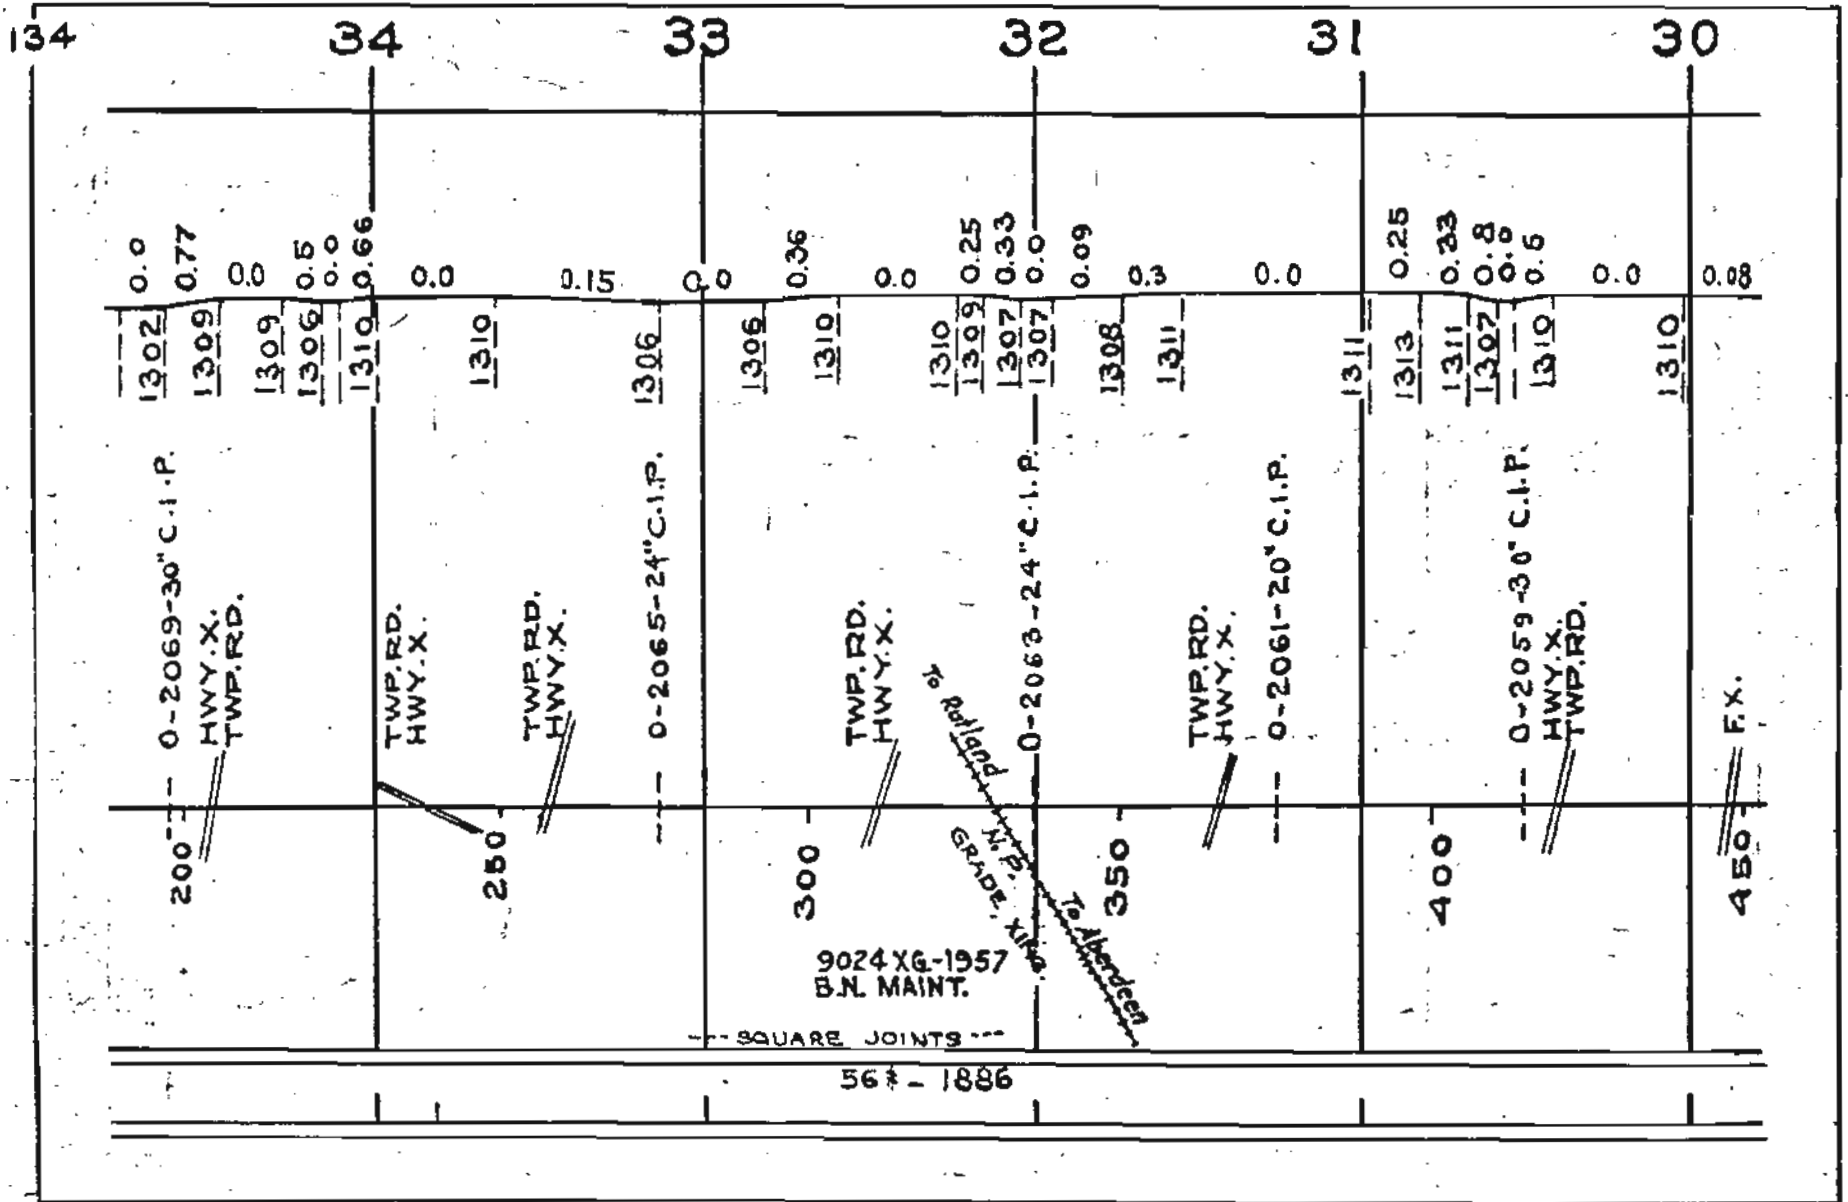 134 34 33 32 31 30
0.0 0.77 0.0 0.5 0.0 0.66 0.0 0.15 0.0 0.36 0.0 0.25 0.33 0.0 0.09 0.3 0.0 0.25 0.33 0.8 0.0 0.6 0.0 0.08
1302 1309 1309 1306 1310 1310 1306 1306 1310 1310 1309 1307 1307 1308 1311 1311 1313 1311 1307 1310 1310
0-2069-30" C.I.P.
HWY.X.
TWP.RD.
TWP.RD.
HWY.X.
TWP.RD.
HWY.X.
0-2065-24" C.I.P.
TWP.RD.
HWY.X.
To Rutland
0-2063-24" C.I.P.
TWP.RD.
HWY.X.
0-2061-20" C.I.P.
0-2059-30" C.I.P.
HWY.X.
TWP.RD.
F.X.
N.P.
GRADE. XING.
To Aberdeen
200 250 300 350 400 450
9024 XG-1957
B.N. MAINT.
--- SQUARE JOINTS ---
56# - 1886